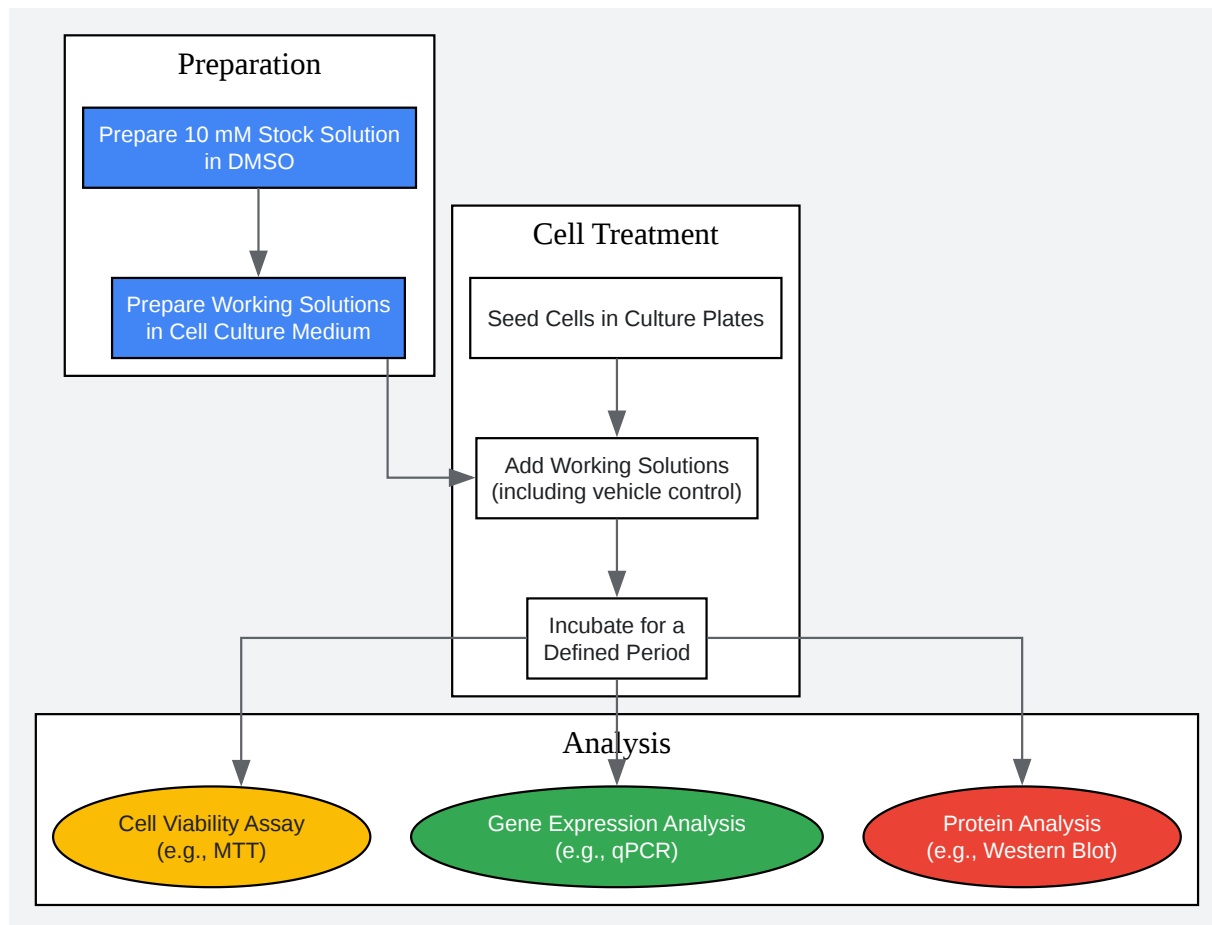 Preparation
Prepare 10 mM Stock Solution
in DMSO
Prepare Working Solutions
in Cell Culture Medium
Cell Treatment
Seed Cells in Culture Plates
Add Working Solutions
(including vehicle control)
Incubate for a
Defined Period
Analysis
Cell Viability Assay
(e.g., MTT)
Gene Expression Analysis
(e.g., qPCR)
Protein Analysis
(e.g., Western Blot)